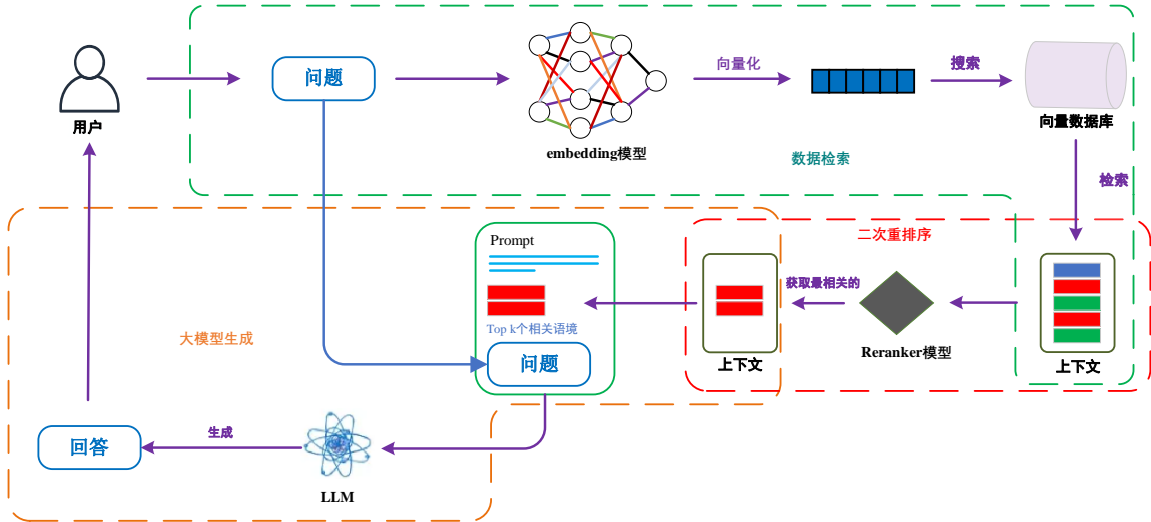 用户
问题
embedding模型
向量化
搜索
向量数据库
数据检索
检索
二次重排序
上下文
Reranker模型
获取最相关的
上下文
Prompt
Top k个相关语境
问题
大模型生成
LLM
生成
回答